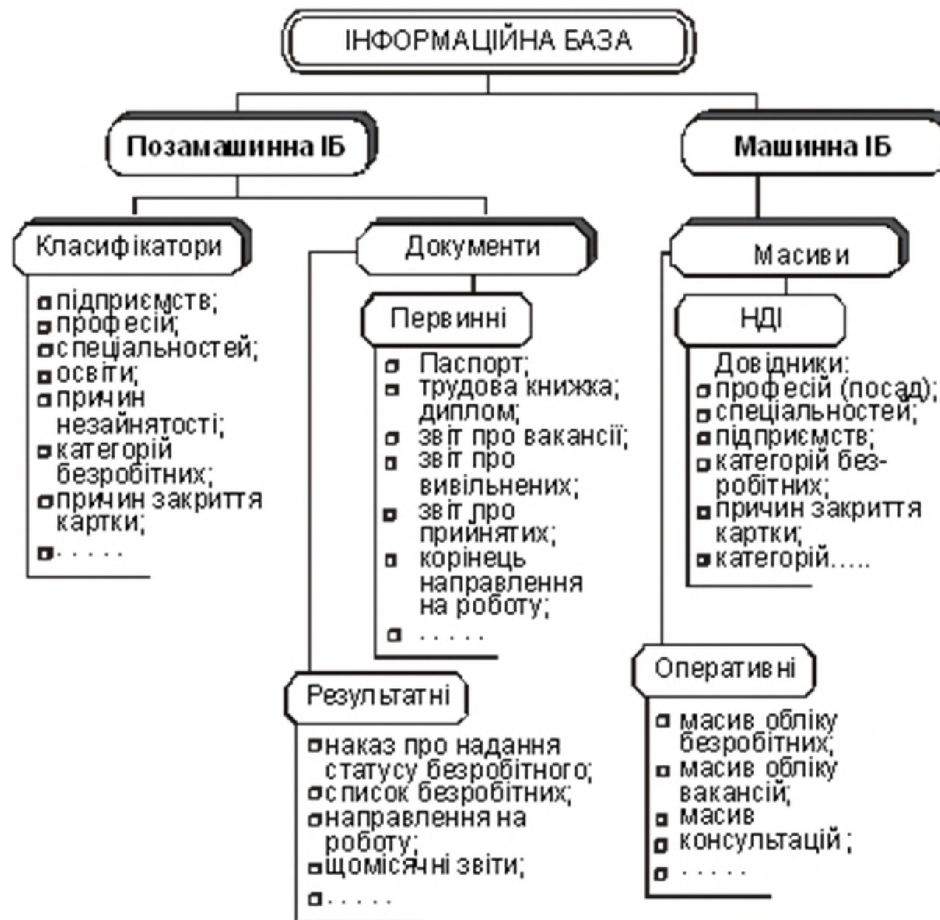 ІНФОРМАЦІЙНА БАЗА
Позамашинна ІБ
Машинна ІБ
Класифікатори
підприємств;
професій;
спеціальностей;
освіти;
причин
незайнятості;
категорій
безробітних;
причин закриття
картки;
. . . . .
Документи
Первинні
Паспорт;
трудова книжка;
диплом;
звіт про вакансії;
звіт про
вивільнених;
звіт про
прийнятих;
корінець
направлення
на роботу;
. . . . .
Результатні
наказ про надання
статусу безробітного;
список безробітних;
направлення на
роботу;
щомісячні звіти;
. . . . .
Масиви
НДІ
Довідники:
професій (посад);
спеціальностей;
підприємств;
категорій без-
робітних;
причин закриття
картки;
категорій.....
Оперативні
масив обліку
безробітних;
масив обліку
вакансій;
масив
консультацій;
. . . . .